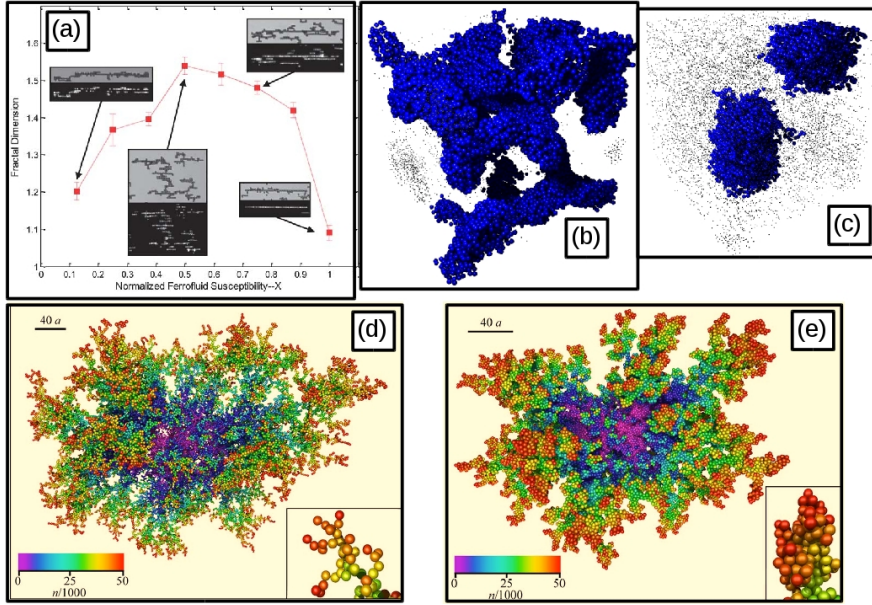 (a)
Fractal Dimension
1.6
1.5
1.4
1.3
1.2
1.1
1
0 0.1 0.2 0.3 0.4 0.5 0.6 0.7 0.8 0.9 1
Normalized Ferrofluid Susceptibility--X
(b)
(c)
40 a
(d)
0 25 50
n/1000
40 a
(e)
0 25 50
n/1000